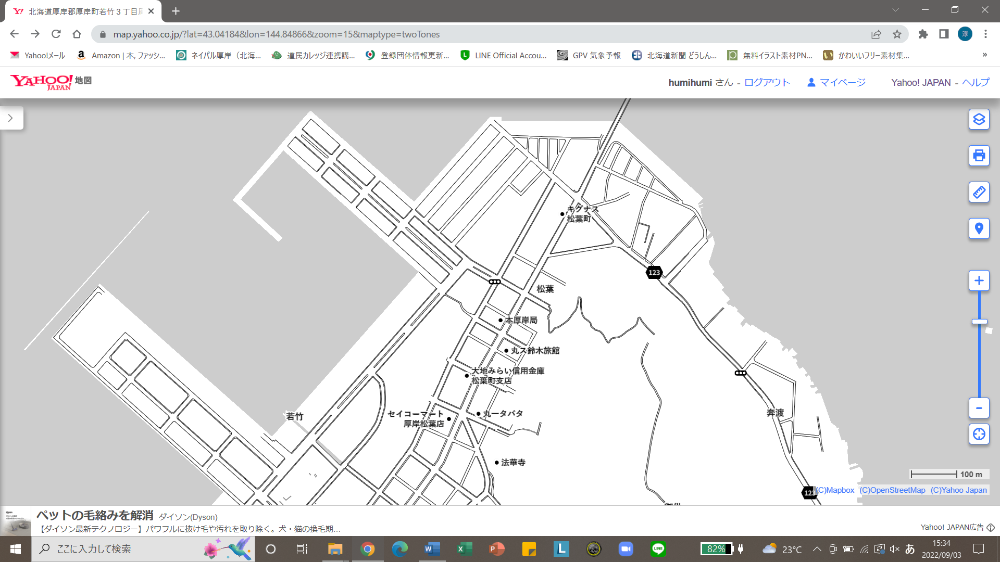 北海道厚岸郡厚岸町若竹３丁目周
map.yahoo.co.jp/?lat=43.04184&lon=144.84866&zoom=15&maptype=twoTones
淳
Yahoo!メール
Amazon | 本, ファッシ...
ネイパル厚岸（北海...
道民カレッジ連携講...
登録団体情報更新...
LINE Official Accou...
GPV 気象予報
北海道新聞 どうしん...
無料イラスト素材PN...
かわいいフリー素材集...
»
YAHOO! JAPAN 地図
humihumi さん - ログアウト
マイページ
Yahoo! JAPAN - ヘルプ
キグナス
松葉町
123
松葉
本厚岸局
丸ス鈴木旅館
大地みらい信用金庫
松葉町支店
セイコーマート
厚岸松葉店
丸一タバタ
若竹
奔渡
法華寺
100 m
123
(C)Mapbox (C)OpenStreetMap (C)Yahoo Japan
dyson
ペットの毛絡みを解消 ダイソン(Dyson)
【ダイソン最新テクノロジー】パワフルに抜け毛や汚れを取り除く。犬・猫の換毛期...
Yahoo! JAPAN広告
ここに入力して検索
82%
23°C
あ
15:34
2022/09/03